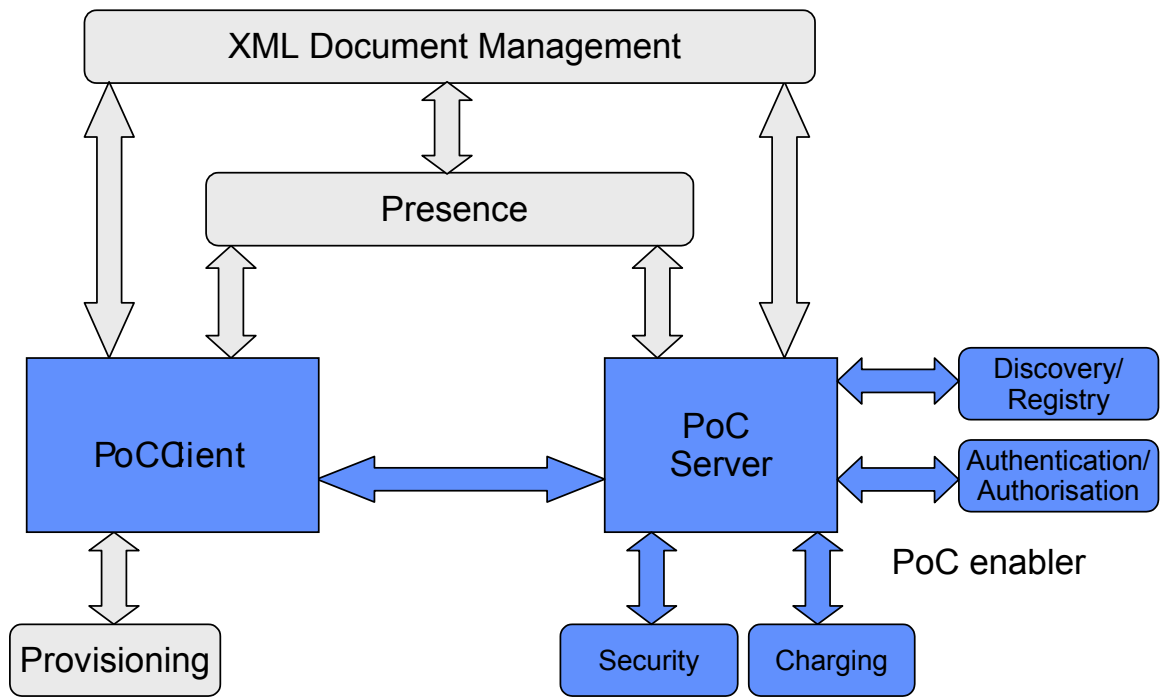 XML Document Management
Presence
PoCClient
PoC
Server
Discovery/
Registry
Authentication/
Authorisation
PoC enabler
Provisioning
Security
Charging